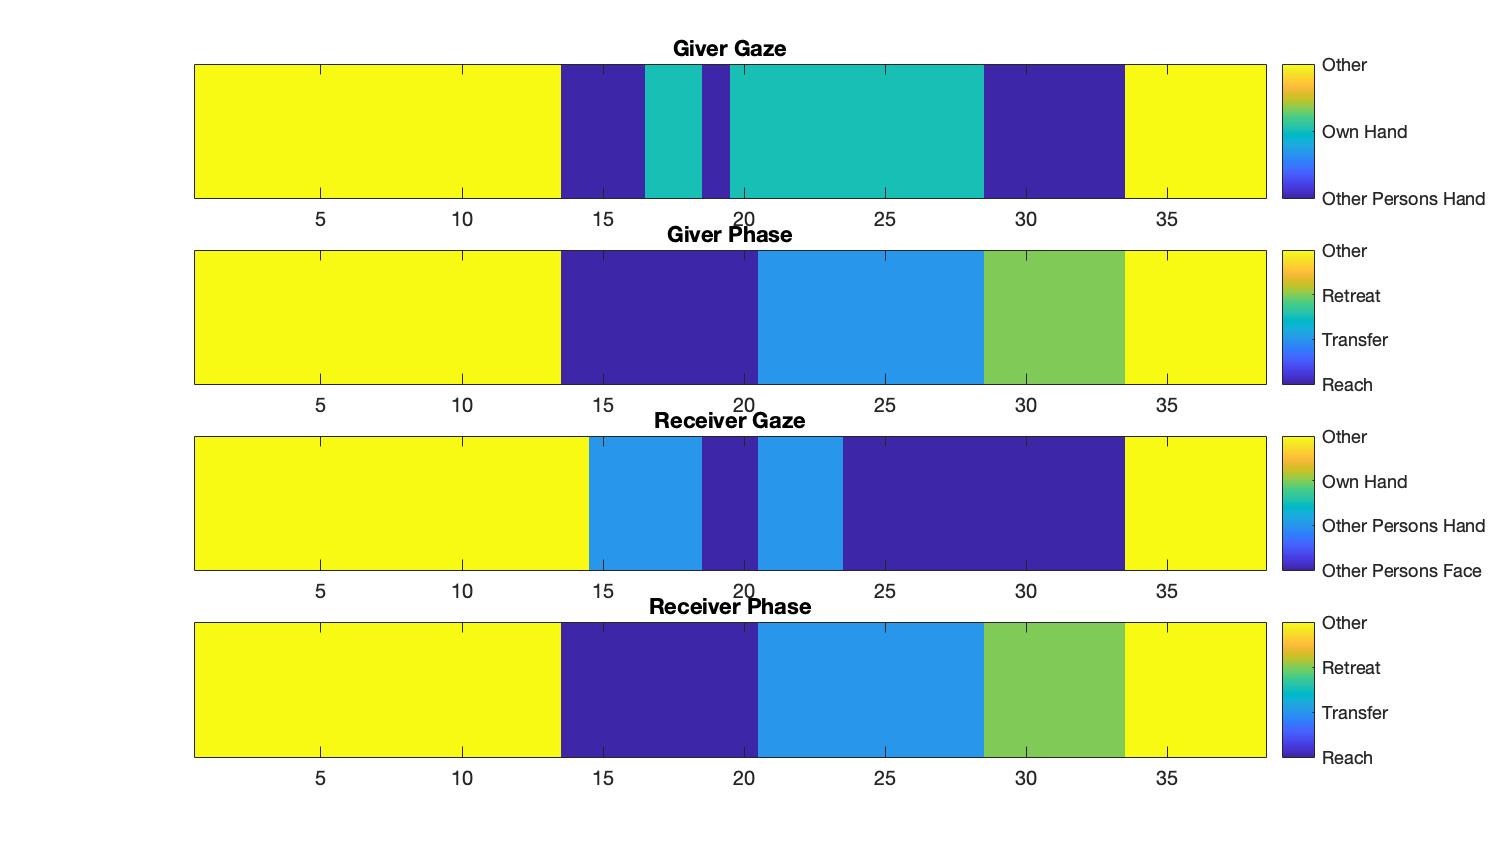 Giver Gaze
Other
Own Hand
Other Persons Hand
5 10 15 20 25 30 35
Giver Phase
Other
Retreat
Transfer
Reach
5 10 15 20 25 30 35
Receiver Gaze
Other
Own Hand
Other Persons Hand
Other Persons Face
5 10 15 20 25 30 35
Receiver Phase
Other
Retreat
Transfer
Reach
5 10 15 20 25 30 35